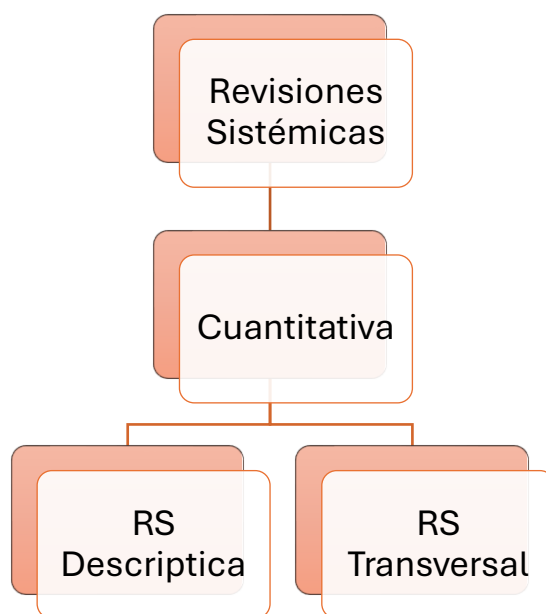 Revisiones
Sistémicas
Cuantitativa
RS
Descriptica
RS
Transversal